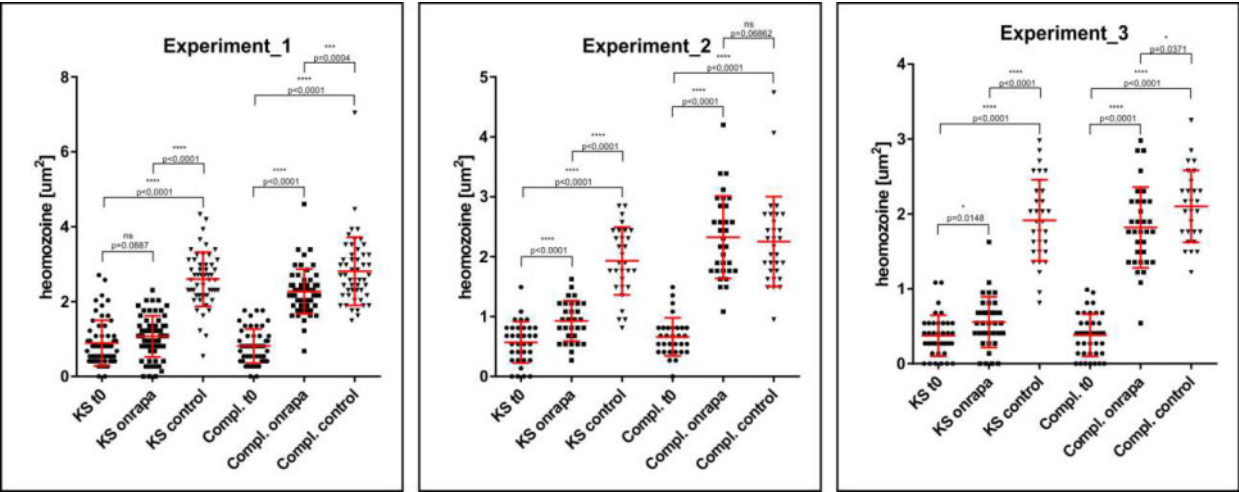 Experiment_1
***
p=0.0004
****
p<0,0001
****
p<0.0001
****
p<0.0001
****
p<0.0001
ns
p=0.0887
heomozoine [um²]
8
6
4
2
0
KS t0
KS onrapa
KS control
Compl. t0
Compl. onrapa
Compl. control
Experiment_2
ns
p=0.06862
****
p<0,0001
****
p<0,0001
****
p<0,0001
****
p<0,0001
****
p<0,0001
heomozoine [um²]
5
4
3
2
1
0
KS t0
KS onrapa
KS control
Compl. t0
Compl. onrapa
Compl. control
Experiment_3
*
p=0.0371
****
p<0,0001
****
p<0,0001
****
p<0,0001
****
p<0,0001
*
p=0.0148
heomozoine [um²]
4
3
2
1
0
KS t0
KS onrapa
KS control
Compl. t0
Compl. onrapa
Compl. control